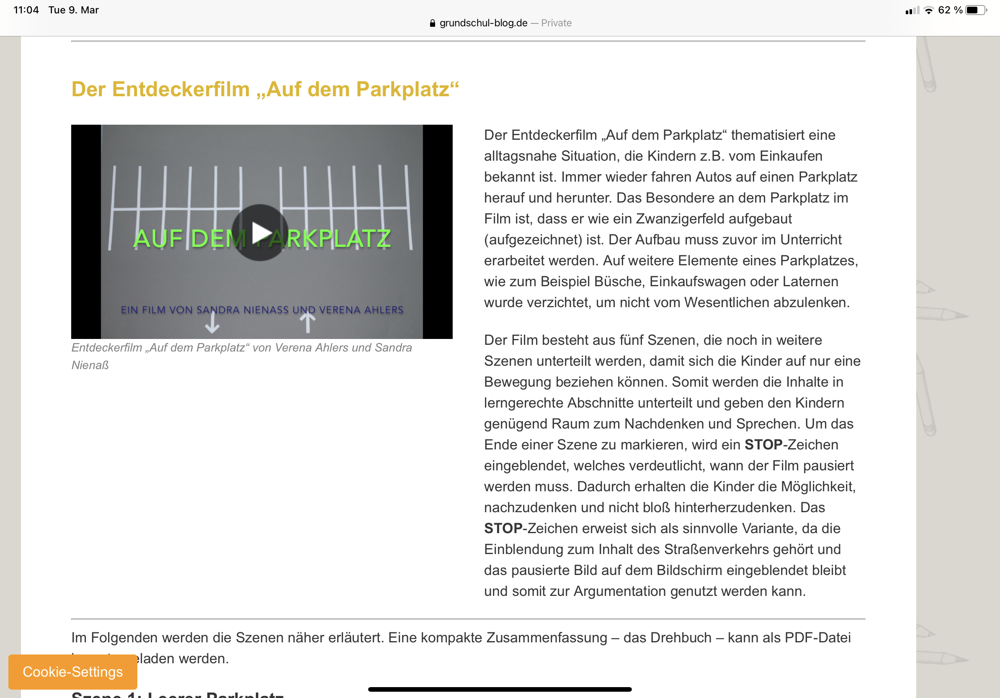 11:04 Tue 9. Mar
62 %
grundschul-blog.de — Private
Der Entdeckerfilm „Auf dem Parkplatz“
AUF DEM PARKPLATZ
EIN FILM VON SANDRA NIENASS UND VERENA AHLERS
Entdeckerfilm „Auf dem Parkplatz“ von Verena Ahlers und Sandra
Nienaß
Der Entdeckerfilm „Auf dem Parkplatz“ thematisiert eine
alltagsnahe Situation, die Kindern z.B. vom Einkaufen
bekannt ist. Immer wieder fahren Autos auf einen Parkplatz
herauf und herunter. Das Besondere an dem Parkplatz im
Film ist, dass er wie ein Zwanzigerfeld aufgebaut
(aufgezeichnet) ist. Der Aufbau muss zuvor im Unterricht
erarbeitet werden. Auf weitere Elemente eines Parkplatzes,
wie zum Beispiel Büsche, Einkaufswagen oder Laternen
wurde verzichtet, um nicht vom Wesentlichen abzulenken.
Der Film besteht aus fünf Szenen, die noch in weitere
Szenen unterteilt werden, damit sich die Kinder auf nur eine
Bewegung beziehen können. Somit werden die Inhalte in
lerngerechte Abschnitte unterteilt und geben den Kindern
genügend Raum zum Nachdenken und Sprechen. Um das
Ende einer Szene zu markieren, wird ein STOP-Zeichen
eingeblendet, welches verdeutlicht, wann der Film pausiert
werden muss. Dadurch erhalten die Kinder die Möglichkeit,
nachzudenken und nicht bloß hinterherzudenken. Das
STOP-Zeichen erweist sich als sinnvolle Variante, da die
Einblendung zum Inhalt des Straßenverkehrs gehört und
das pausierte Bild auf dem Bildschirm eingeblendet bleibt
und somit zur Argumentation genutzt werden kann.
Im Folgenden werden die Szenen näher erläutert. Eine kompakte Zusammenfassung – das Drehbuch – kann als PDF-Datei
werden.
Cookie-Settings
Szene 1: Leerer Parkplatz